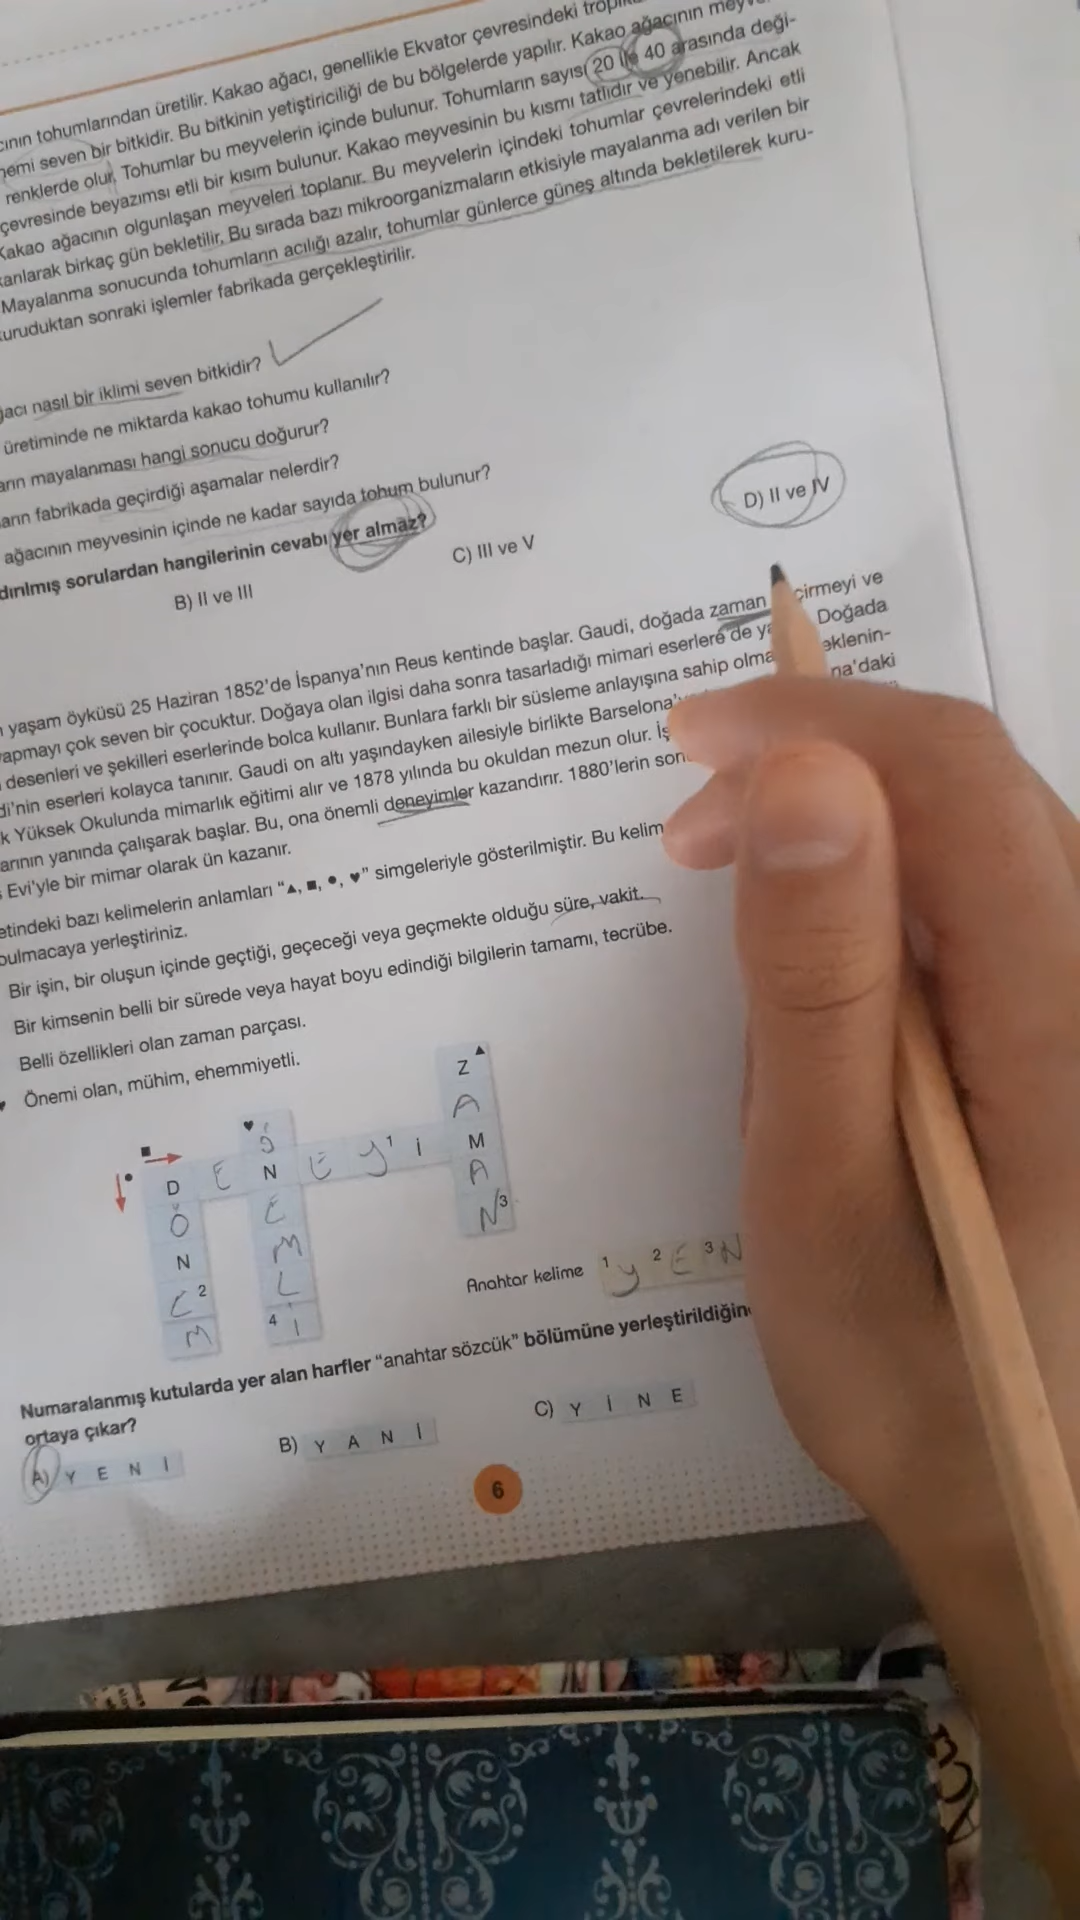 cının tohumlarından üretilir. Kakao ağacı, genellikle Ekvator çevresindeki
nemi seven bir bitkidir. Bu bitkinin yetiştiriciliği de bu bölgelerde yapılır. Kakao ağacının
renklerde olur. Tohumlar bu meyvelerin içinde bulunur. Tohumların sayısı 20 ile 40 arasında deği-
çevresinde beyazımsı etli bir kısım bulunur. Kakao meyvesinin bu kısmı tatlıdır ve yenebilir. Ancak
Kakao ağacının olgunlaşan meyveleri toplanır. Bu meyvelerin içindeki tohumlar çevrelerindeki etli
karılarak birkaç gün bekletilir. Bu sırada bazı mikroorganizmaların etkisiyle mayalanma adı verilen bir
Mayalanma sonucunda tohumların acılığı azalır, tohumlar günlerce güneş altında bekletilerek kuru-
kuruduktan sonraki işlemler fabrikada gerçekleştirilir.
ğacı nasıl bir iklimi seven bitkidir?
üretiminde ne miktarda kakao tohumu kullanılır?
arın mayalanması hangi sonucu doğurur?
arın fabrikada geçirdiği aşamalar nelerdir?
ağacının meyvesinin içinde ne kadar sayıda tohum bulunur?
dırılmış sorulardan hangilerinin cevabı yer almaz?
B) II ve III
C) III ve V
D) II ve IV
yaşam öyküsü 25 Haziran 1852'de İspanya'nın Reus kentinde başlar. Gaudi, doğada zaman çirmeyi ve
yapmayı çok seven bir çocuktur. Doğaya olan ilgisi daha sonra tasarladığı mimari eserlere de Doğada
desenleri ve şekilleri eserlerinde bolca kullanır. Bunlara farklı bir süsleme anlayışına sahip eklenin-
di'nin eserleri kolayca tanınır. Gaudi on altı yaşındayken ailesiyle birlikte na'daki
k Yüksek Okulunda mimarlık eğitimi alır ve 1878 yılında bu okuldan mezun olur.
arının yanında çalışarak başlar. Bu, ona önemli deneyimler kazandırır. 1880'lerin
Evi'yle bir mimar olarak ün kazanır.
etindeki bazı kelimelerin anlamları "▲, ■, ●, ♥" simgeleriyle gösterilmiştir. Bu kelim
bulmacaya yerleştiriniz.
Bir işin, bir oluşun içinde geçtiği, geçeceği veya geçmekte olduğu süre, vakit.
Bir kimsenin belli bir sürede veya hayat boyu edindiği bilgilerin tamamı, tecrübe.
Belli özellikleri olan zaman parçası.
♥ Önemi olan, mühim, ehemmiyetli.
▲
Z
A
M
A
N 3
♥
Ö
■ D E N E Y 1 İ M
●
Ö
N
E 2
M
E
M
L
4 İ
Anahtar kelime 1 Y 2 E 3 N
Numaralanmış kutularda yer alan harfler "anahtar sözcük" bölümüne yerleştirildiğin
ortaya çıkar?
A) Y E N İ
B) Y A N İ
C) Y İ N E
6